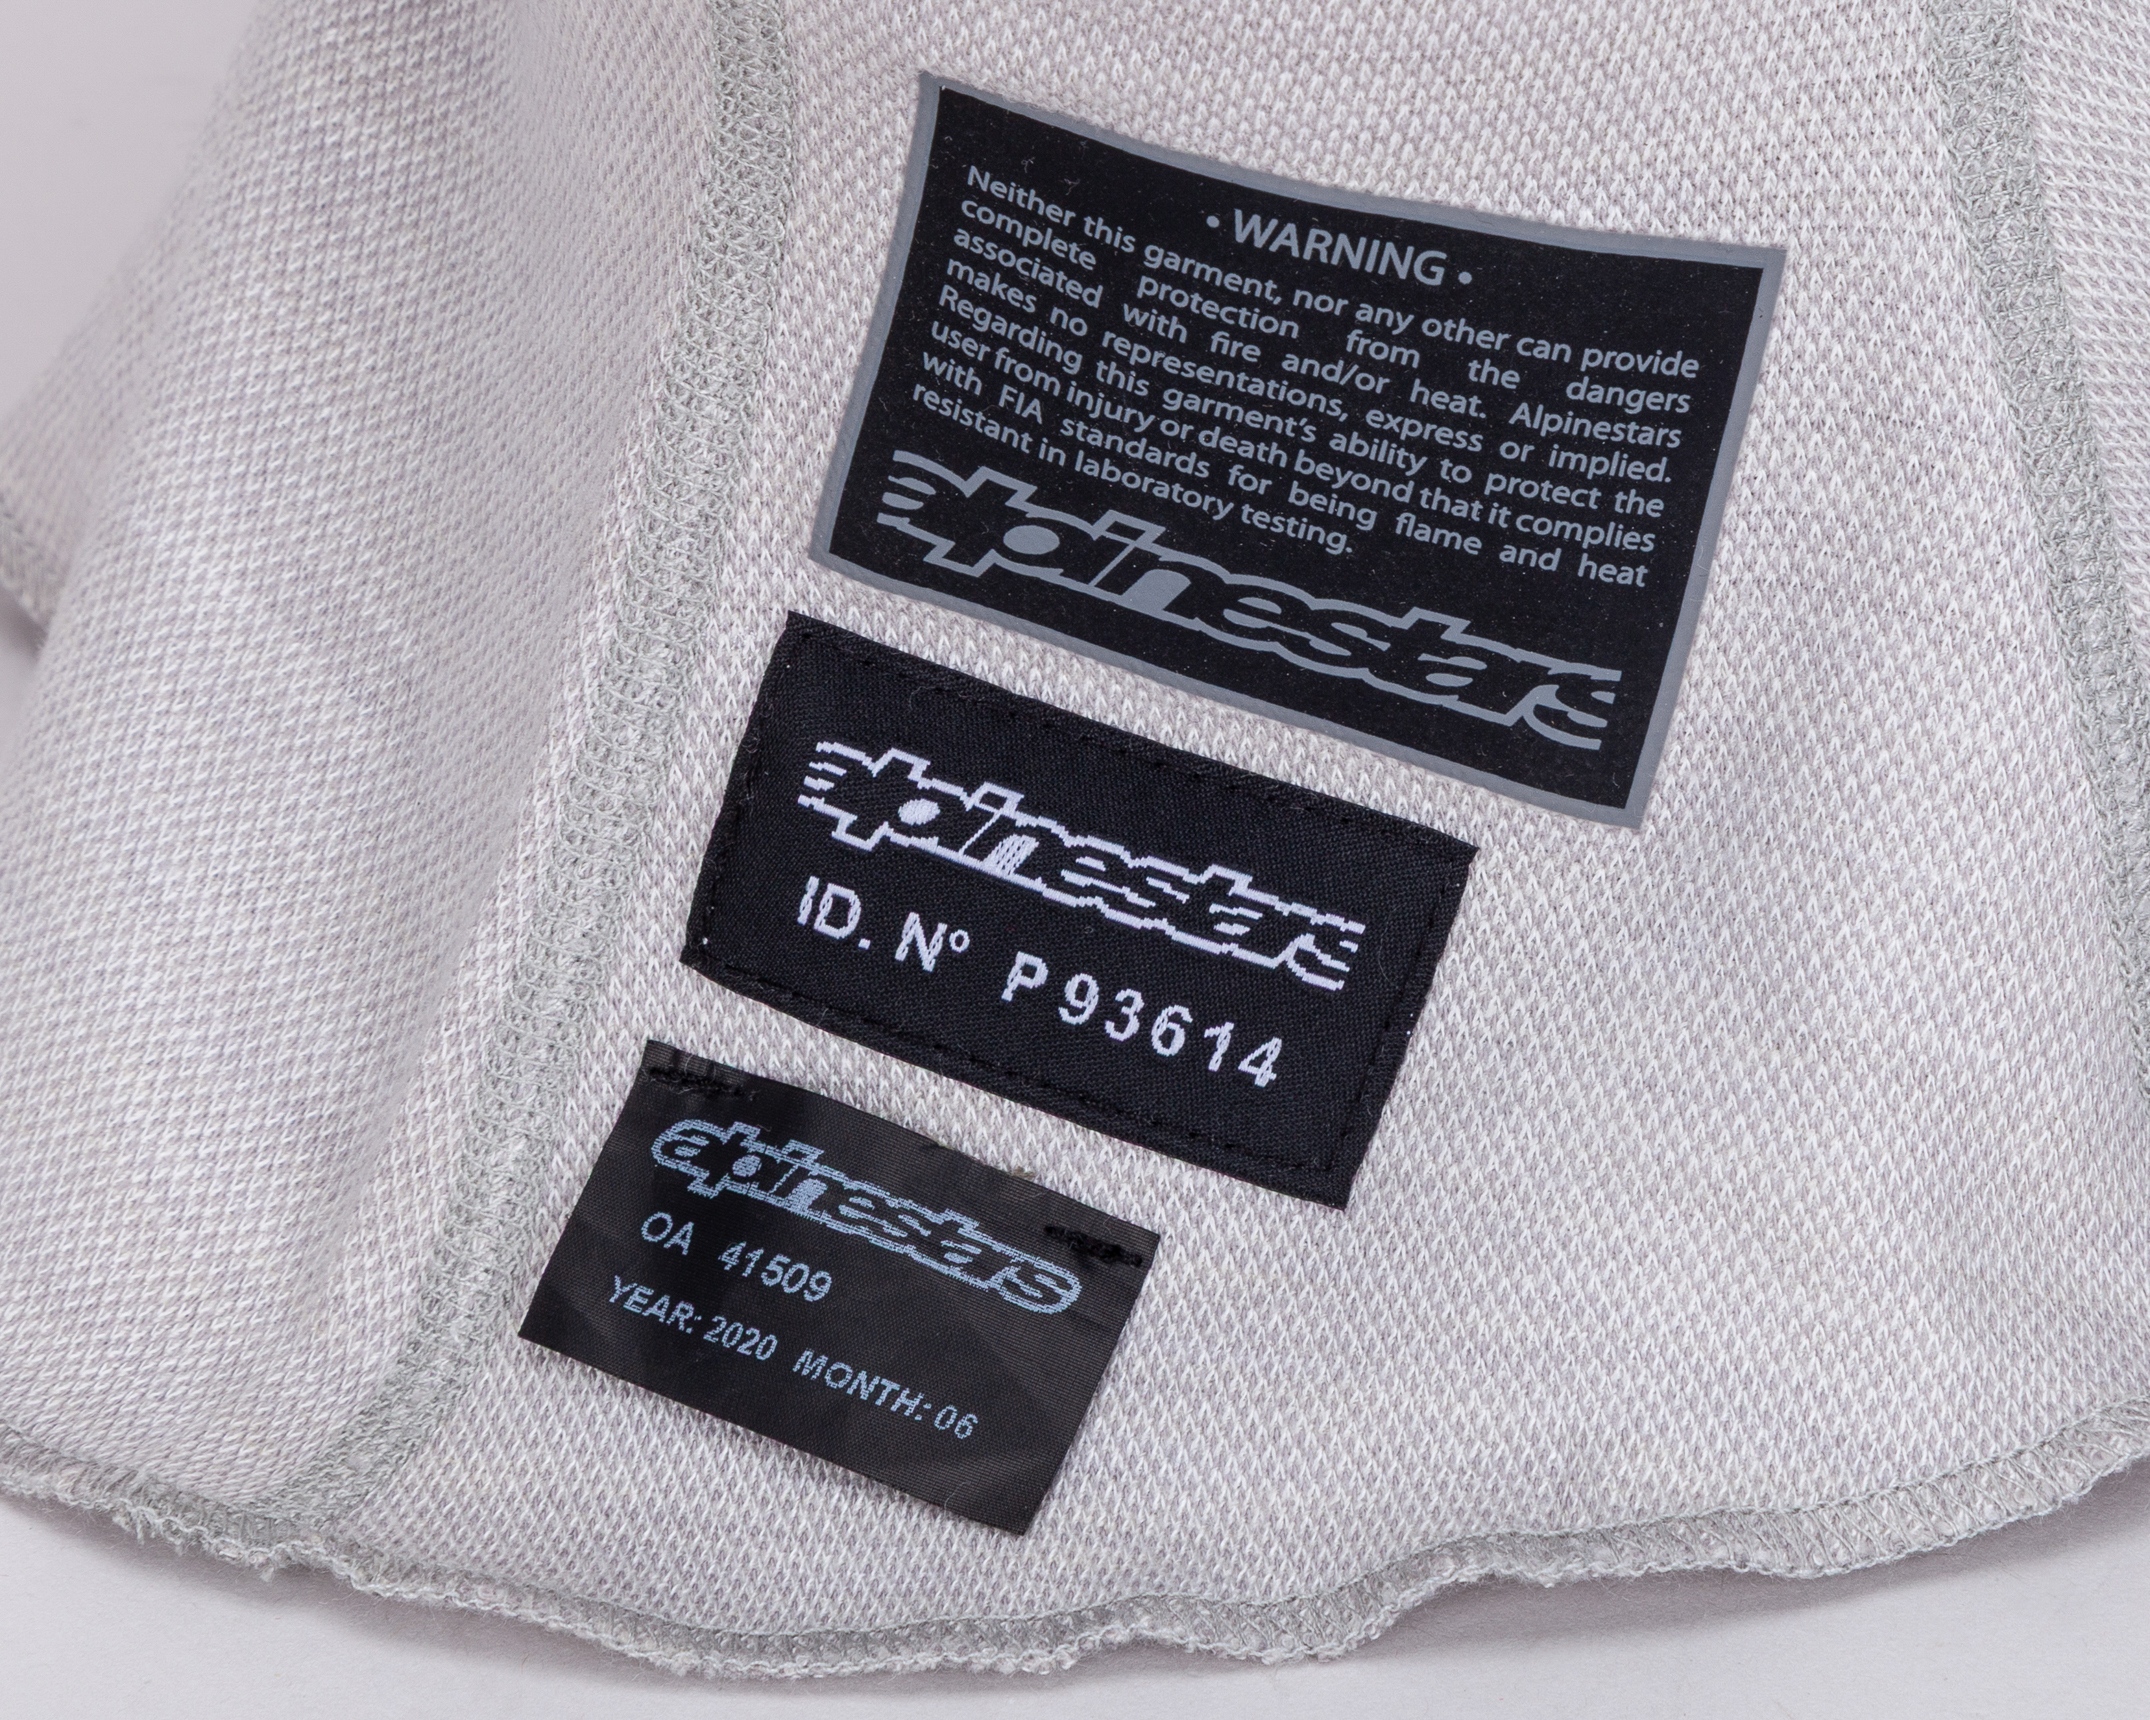 • WARNING •
Neither this garment, nor any other can provide
complete protection from the dangers
associated with fire and/or heat. Alpinestars
makes no representations, express or implied.
Regarding this garment's ability to protect the
user from injury or death beyond that it complies
with FIA standards for being flame and heat
resistant in laboratory testing.
alpinestars
alpinestars
ID. Nº P93614
alpinestars
OA 41509
YEAR: 2020 MONTH: 06